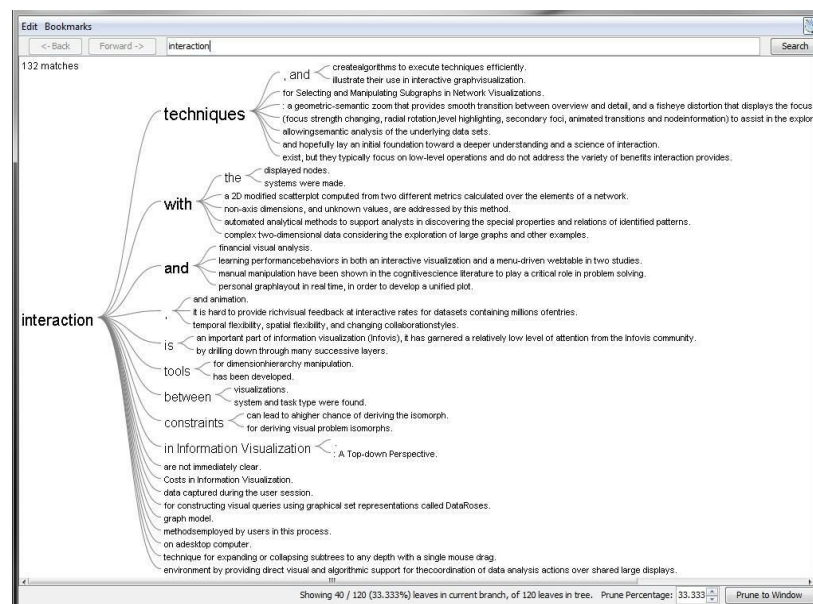 Edit Bookmarks
<- Back Forward -> interaction Search
132 matches
interaction
techniques
, and
createalgorithms to execute techniques efficiently.
illustrate their use in interactive graphvisualization.
for Selecting and Manipulating Subgraphs in Network Visualizations.
: a geometric-semantic zoom that provides smooth transition between overview and detail, and a fisheye distortion that displays the focus
(focus strength changing, radial rotation,level highlighting, secondary foci, animated transitions and nodeinformation) to assist in the explor
allowingsemantic analysis of the underlying data sets.
and hopefully lay an initial foundation toward a deeper understanding and a science of interaction.
exist, but they typically focus on low-level operations and do not address the variety of benefits interaction provides.
with
the
displayed nodes.
systems were made.
a 2D modified scatterplot computed from two different metrics calculated over the elements of a network.
non-axis dimensions, and unknown values, are addressed by this method.
automated analytical methods to support analysts in discovering the special properties and relations of identified patterns.
complex two-dimensional data considering the exploration of large graphs and other examples.
and
financial visual analysis.
learning performancebehaviors in both an interactive visualization and a menu-driven webtable in two studies.
manual manipulation have been shown in the cognitivescience literature to play a critical role in problem solving.
personal graphlayout in real time, in order to develop a unified plot.
,
and animation.
it is hard to provide richvisual feedback at interactive rates for datasets containing millions ofentries.
temporal flexibility, spatial flexibility, and changing collaborationstyles.
is
an important part of information visualization (Infovis), it has garnered a relatively low level of attention from the Infovis community.
by drilling down through many successive layers.
tools
for dimensionhierarchy manipulation.
has been developed.
between
visualizations.
system and task type were found.
constraints
can lead to ahigher chance of deriving the isomorph.
for deriving visual problem isomorphs.
in Information Visualization
.
: A Top-down Perspective.
are not immediately clear.
Costs in Information Visualization.
data captured during the user session.
for constructing visual queries using graphical set representations called DataRoses.
graph model.
methodsemployed by users in this process.
on adesktop computer.
technique for expanding or collapsing subtrees to any depth with a single mouse drag.
environment by providing direct visual and algorithmic support for thecoordination of data analysis actions over shared large displays.
Showing 40 / 120 (33.333%) leaves in current branch, of 120 leaves in tree. Prune Percentage: 33.333 Prune to Window